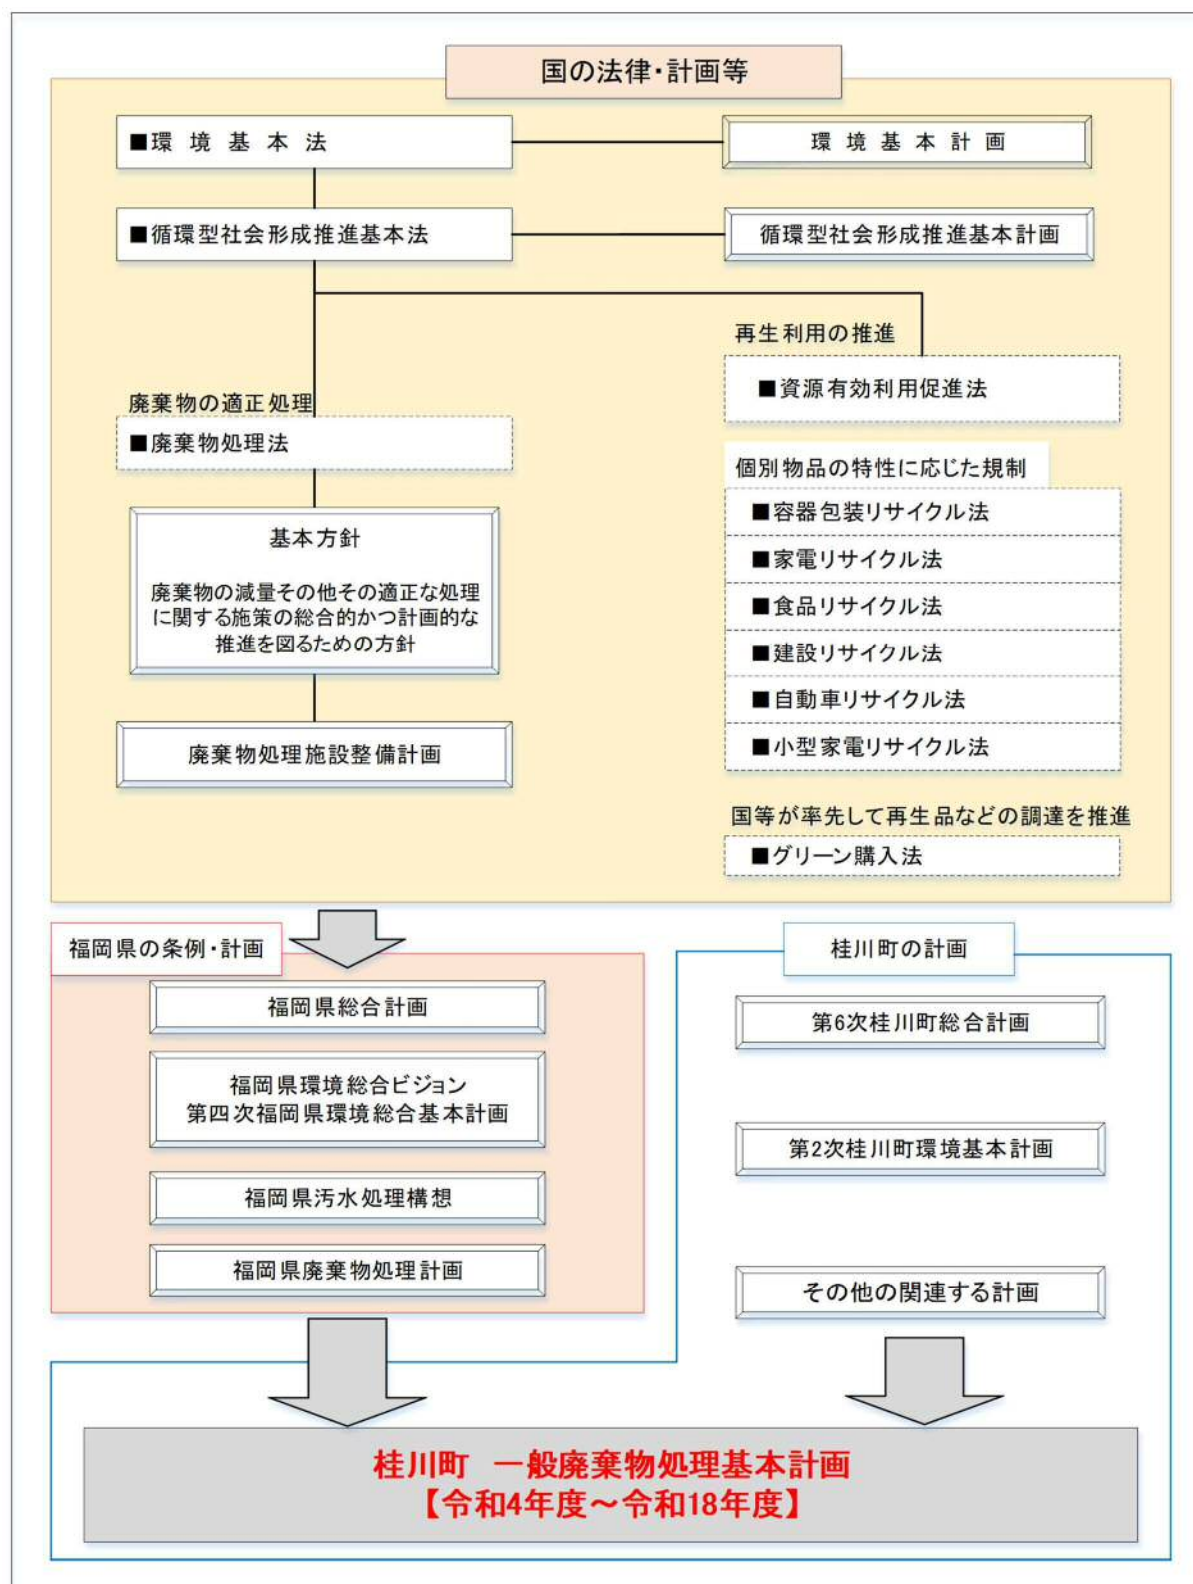 国の法律・計画等
■環境基本法
環境基本計画
■循環型社会形成推進基本法
循環型社会形成推進基本計画
再生利用の推進
■資源有効利用促進法
廃棄物の適正処理
■廃棄物処理法
基本方針
廃棄物の減量その他その適正な処理
に関する施策の総合的かつ計画的な
推進を図るための方針
廃棄物処理施設整備計画
個別物品の特性に応じた規制
■容器包装リサイクル法
■家電リサイクル法
■食品リサイクル法
■建設リサイクル法
■自動車リサイクル法
■小型家電リサイクル法
国等が率先して再生品などの調達を推進
■グリーン購入法
福岡県の条例・計画
福岡県総合計画
福岡県環境総合ビジョン
第四次福岡県環境総合基本計画
福岡県汚水処理構想
福岡県廃棄物処理計画
桂川町の計画
第6次桂川町総合計画
第2次桂川町環境基本計画
その他の関連する計画
桂川町　一般廃棄物処理基本計画
【令和4年度～令和18年度】